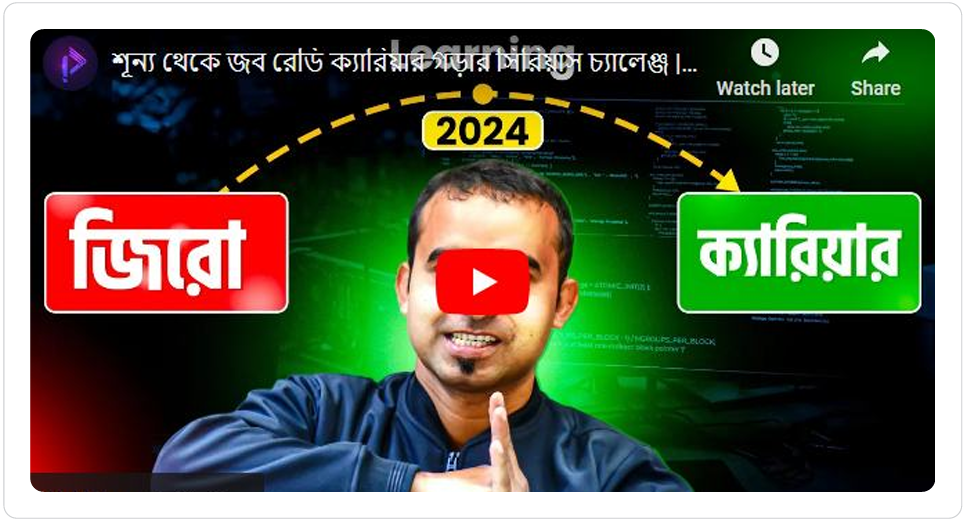 Learning
শূন্য থেকে জব রেডি ক্যারিয়ার গড়ার সিরিয়াস চ্যালেঞ্জ |...
Watch later
Share
2024
জিরো
ক্যারিয়ার